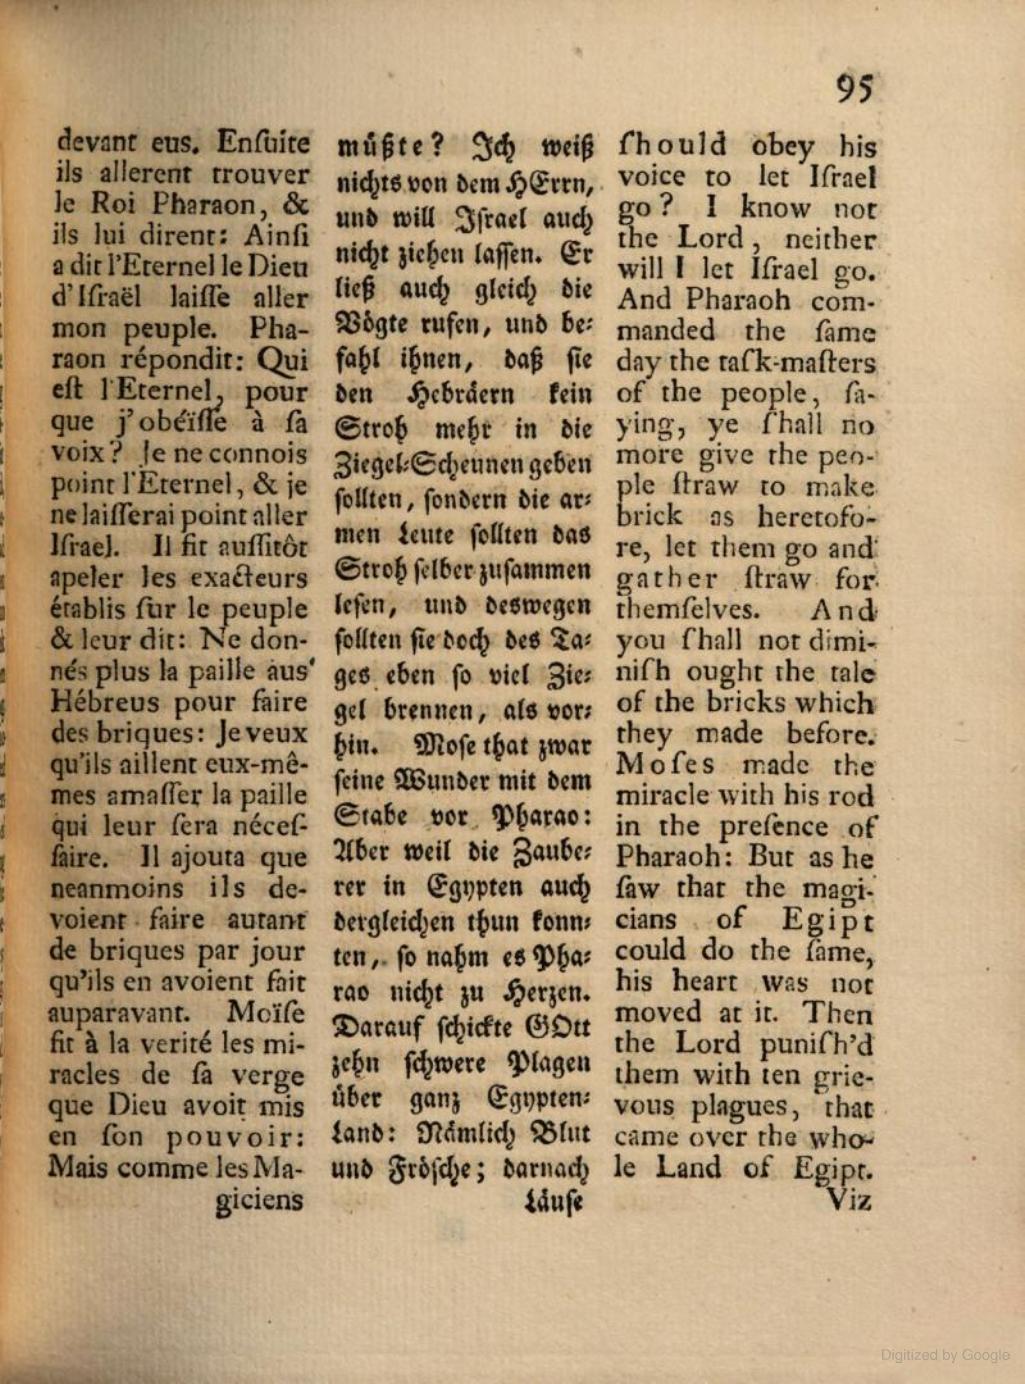 95
devant eus. Enſuite
ils allerent trouver
le Roi Pharaon, &
ils lui dirent: Ainſi
a dit l'Eternel le Dieu
d'Iſraël laiſſe aller
mon peuple. Pha-
raon répondit: Qui
eſt l'Eternel, pour
que j'obéïſſe à ſa
voix? Je ne connois
point l'Eternel, & je
ne laiſſerai point aller
Iſrael. Il fit auſſitôt
apeler les exacteurs
établis ſur le peuple
& leur dit: Ne don-
nés plus la paille aus'
Hébreus pour faire
des briques: Je veux
qu'ils aillent eux-mê-
mes amaſſer la paille
qui leur ſera néceſ-
ſaire. Il ajouta que
neanmoins ils de-
voient faire autant
de briques par jour
qu'ils en avoient fait
auparavant. Moïſe
fit à la verité les mi-
racles de ſa verge
que Dieu avoit mis
en ſon pouvoir:
Mais comme les Ma-
giciens
müßte? Ich weiß
nichts von dem HErrn,
und will Iſrael auch
nicht ziehen laſſen. Er
ließ auch gleich die
Vögte rufen, und be-
fahl ihnen, daß ſie
den Hebräern kein
Stroh mehr in die
Ziegel-Scheunen geben
ſollten, ſondern die ar-
men Leute ſollten das
Stroh ſelber zuſammen
leſen, und deswegen
ſollten ſie doch des Ta-
ges eben ſo viel Zie-
gel brennen, als vor-
hin. Moſe that zwar
ſeine Wunder mit dem
Stabe vor Pharao:
Aber weil die Zaube-
rer in Egypten auch
dergleichen thun konn-
ten, ſo nahm es Pha-
rao nicht zu Herzen.
Darauf ſchickte GOtt
zehn ſchwere Plagen
über ganz Egypten-
land: Nämlich Blut
und Fröſche; darnach
Läuſe
ſhould obey his
voice to let Iſrael
go? I know not
the Lord, neither
will I let Iſrael go.
And Pharaoh com-
manded the ſame
day the taſk-maſters
of the people, ſa-
ying, ye ſhall no
more give the peo-
ple ſtraw to make
brick as heretofo-
re, let them go and
gather ſtraw for
themſelves. And
you ſhall not dimi-
niſh ought the tale
of the bricks which
they made before.
Moſes made the
miracle with his rod
in the preſence of
Pharaoh: But as he
ſaw that the magi-
cians of Egipt
could do the ſame,
his heart was not
moved at it. Then
the Lord puniſh'd
them with ten grie-
vous plagues, that
came over the who-
le Land of Egipt.
Viz
Digitized by Google